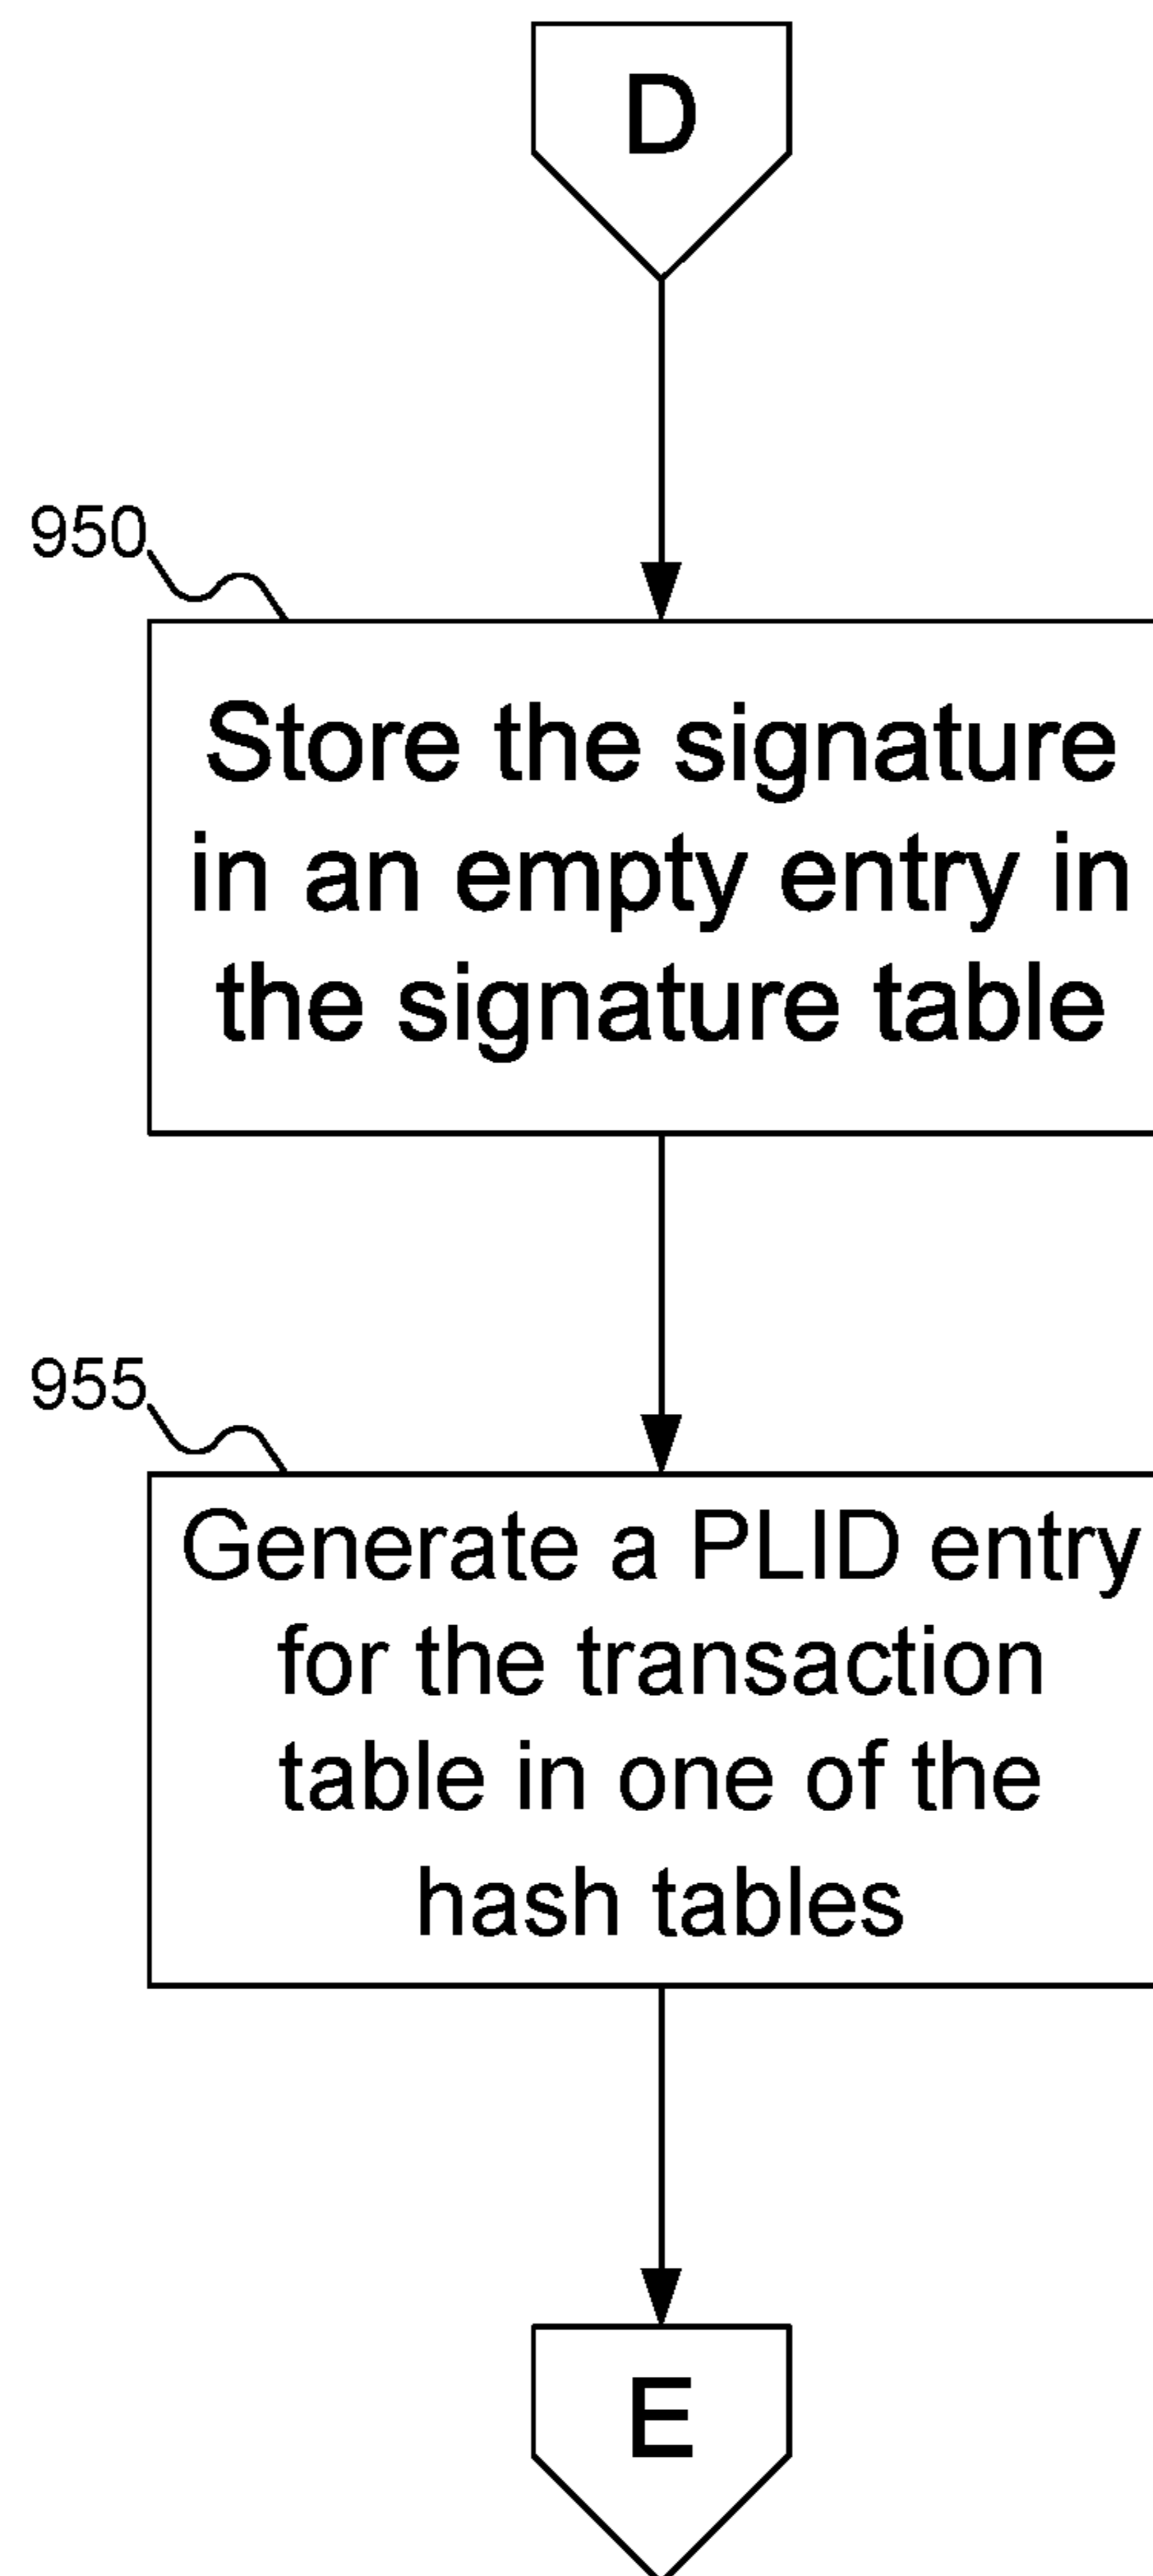 D
950
Store the signature
in an empty entry in
the signature table
955
Generate a PLID entry
for the transaction
table in one of the
hash tables
E